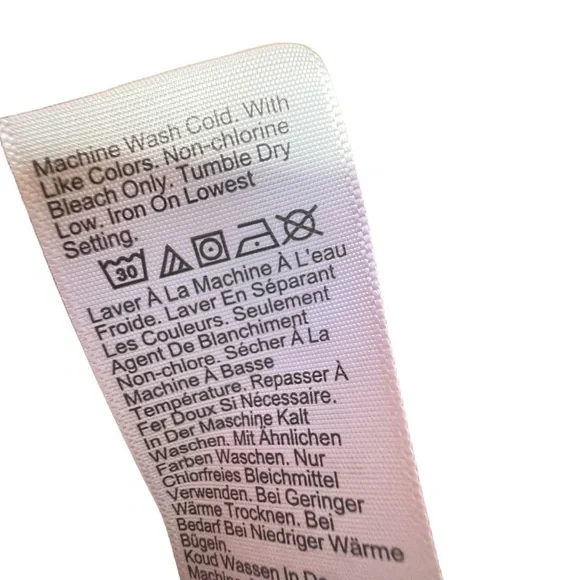 Machine Wash Cold. With
Like Colors. Non-chlorine
Bleach Only. Tumble Dry
Low. Iron On Lowest
Setting.
30
Laver À La Machine À L'eau
Froide. Laver En Séparant
Les Couleurs. Seulement
Agent De Blanchiment
Non-chlore. Sécher À La
Machine À Basse
Température. Repasser À
Fer Doux Si Nécessaire.
In Der Maschine Kalt
Waschen. Mit Ähnlichen
Farben Waschen. Nur
Chlorfreies Bleichmittel
Verwenden. Bei Geringer
Wärme Trocknen. Bei
Bedarf Bei Niedriger Wärme
Bügeln.
Koud Wassen In De